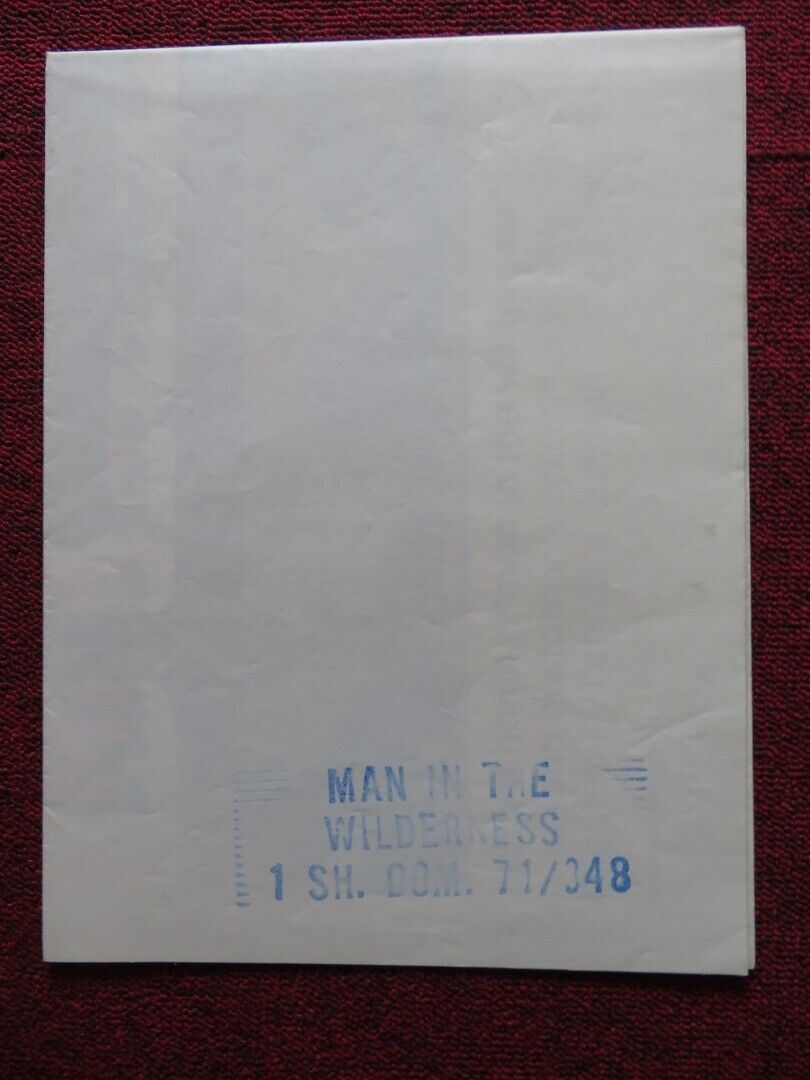 MAN IN THE
WILDERNESS
1 SH. DOM. 71/348